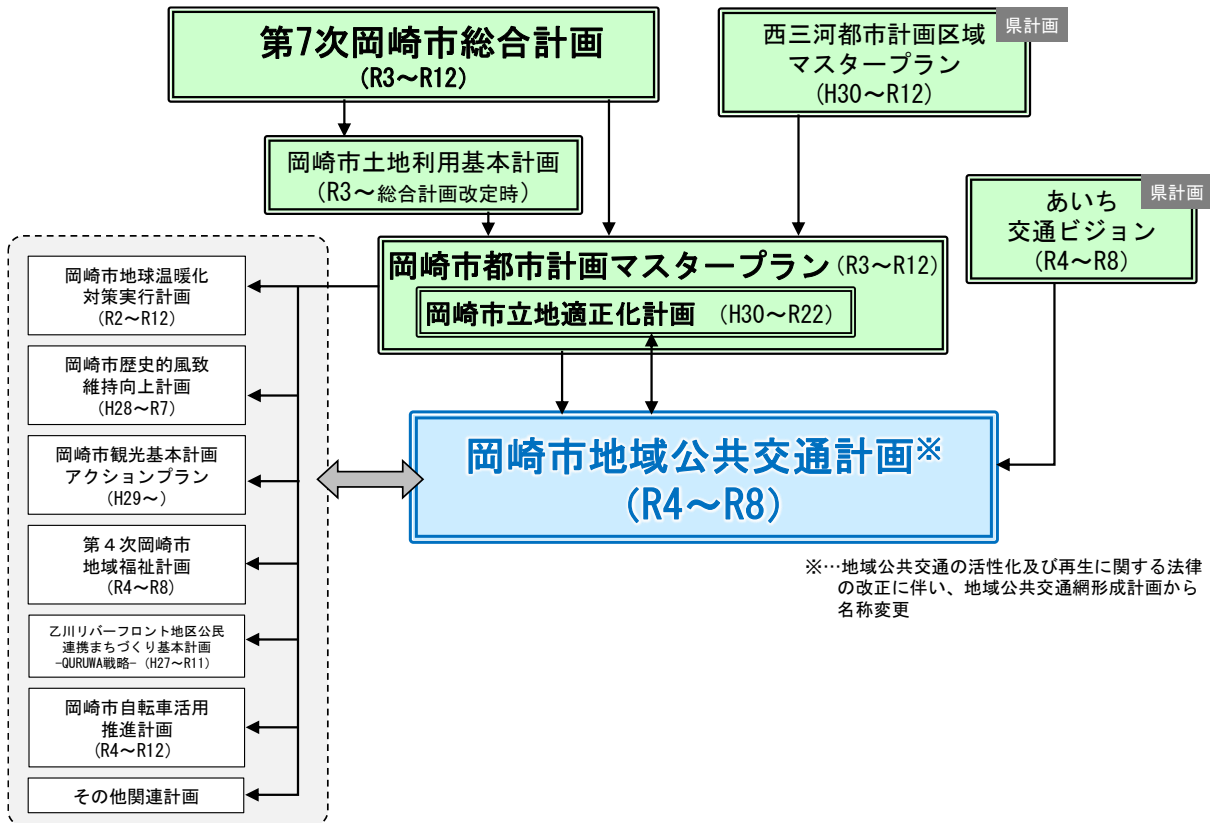 第7次岡崎市総合計画
(R3～R12)
県計画
西三河都市計画区域
マスタープラン
(H30～R12)
岡崎市土地利用基本計画
(R3～総合計画改定時)
県計画
あいち
交通ビジョン
(R4～R8)
岡崎市都市計画マスタープラン(R3～R12)
岡崎市立地適正化計画 (H30～R22)
岡崎市地球温暖化
対策実行計画
(R2～R12)
岡崎市歴史的風致
維持向上計画
(H28～R7)
岡崎市観光基本計画
アクションプラン
(H29～)
第４次岡崎市
地域福祉計画
(R4～R8)
乙川リバーフロント地区公民
連携まちづくり基本計画
-QURUWA戦略-(H27～R11)
岡崎市自転車活用
推進計画
(R4～R12)
その他関連計画
岡崎市地域公共交通計画※
(R4～R8)
※…地域公共交通の活性化及び再生に関する法律
の改正に伴い、地域公共交通網形成計画から
名称変更